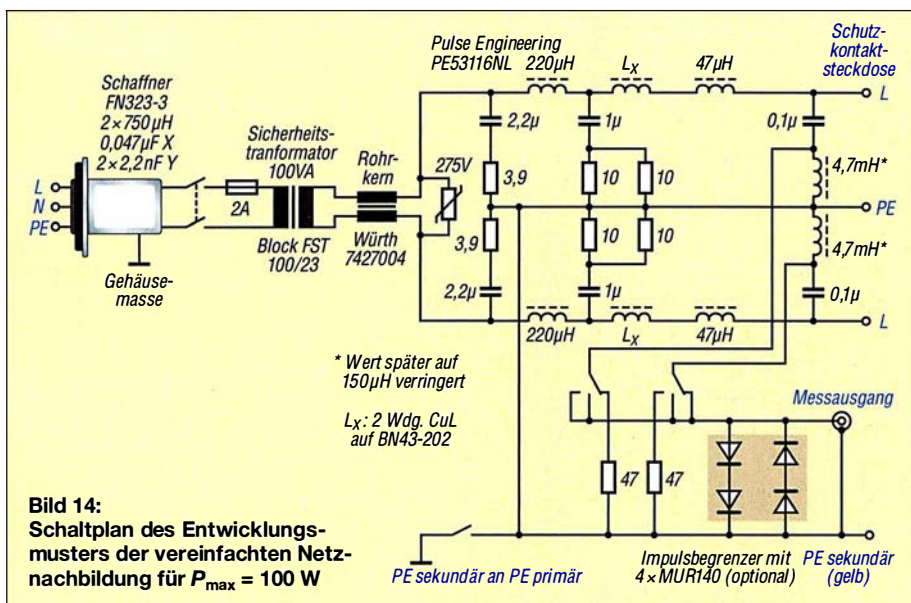 Pulse Engineering
PE53116NL
220µH
LX
47µH
Schutz-
kontakt-
steckdose
L
Schaffner
FN323-3
2×750µH
0,047µF X
2×2,2nF Y
Sicherheits-
tranformator
100VA
Rohr-
kern
275V
2,2µ
1µ
0,1µ
3,9
10
10
4,7mH*
L
N
PE
2A
PE
3,9
10
10
4,7mH*
Block FST
100/23
Würth
7427004
Gehäuse-
masse
2,2µ
1µ
0,1µ
220µH
LX
47µH
L
* Wert später auf
150µH verringert
LX: 2 Wdg. CuL
auf BN43-202
Messausgang
47
47
Bild 14:
Schaltplan des Entwicklungs-
musters der vereinfachten Netz-
nachbildung für Pmax = 100 W
PE sekundär an PE primär
Impulsbegrenzer mit
4×MUR140 (optional)
PE sekundär
(gelb)